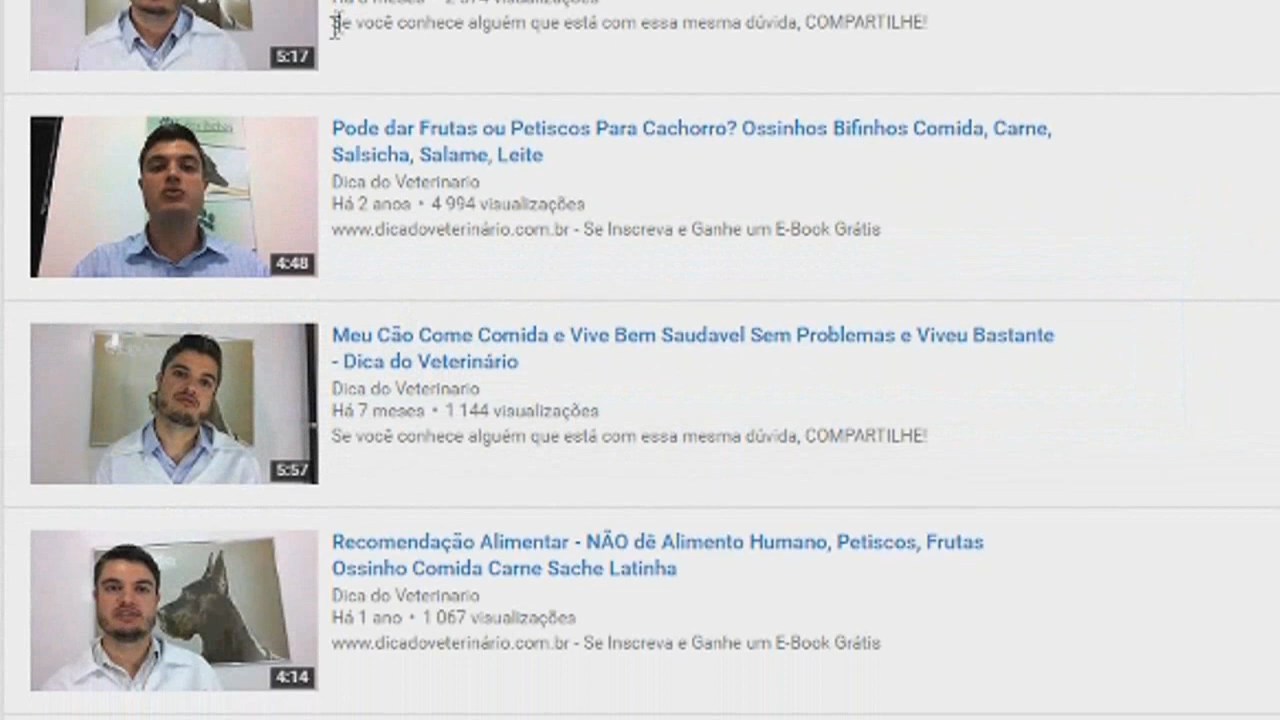 Se você conhece alguém que está com essa mesma dúvida, COMPARTILHE!
5:17
Pode dar Frutas ou Petiscos Para Cachorro? Ossinhos Bifinhos Comida, Carne,
Salsicha, Salame, Leite
Dica do Veterinario
Há 2 anos • 4 994 visualizações
www.dicadoveterinário.com.br - Se Inscreva e Ganhe um E-Book Grátis
4:48
Meu Cão Come Comida e Vive Bem Saudavel Sem Problemas e Viveu Bastante
- Dica do Veterinário
Dica do Veterinario
Há 7 meses • 1 144 visualizações
Se você conhece alguém que está com essa mesma dúvida, COMPARTILHE!
5:57
Recomendação Alimentar - NÃO dê Alimento Humano, Petiscos, Frutas
Ossinho Comida Carne Sache Latinha
Dica do Veterinario
Há 1 ano • 1 067 visualizações
www.dicadoveterinário.com.br - Se Inscreva e Ganhe um E-Book Grátis
4:14